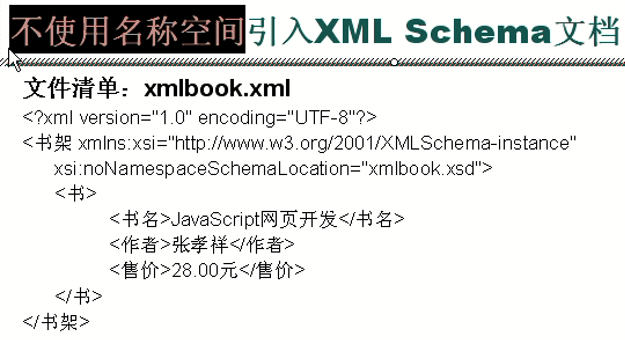 不使用名称空间引入XML Schema文档
文件清单：xmlbook.xml
<?xml version="1.0" encoding="UTF-8"?>
<书架 xmlns:xsi="http://www.w3.org/2001/XMLSchema-instance"
xsi:noNamespaceSchemaLocation="xmlbook.xsd">
<书>
<书名>JavaScript网页开发</书名>
<作者>张孝祥</作者>
<售价>28.00元</售价>
</书>
</书架>